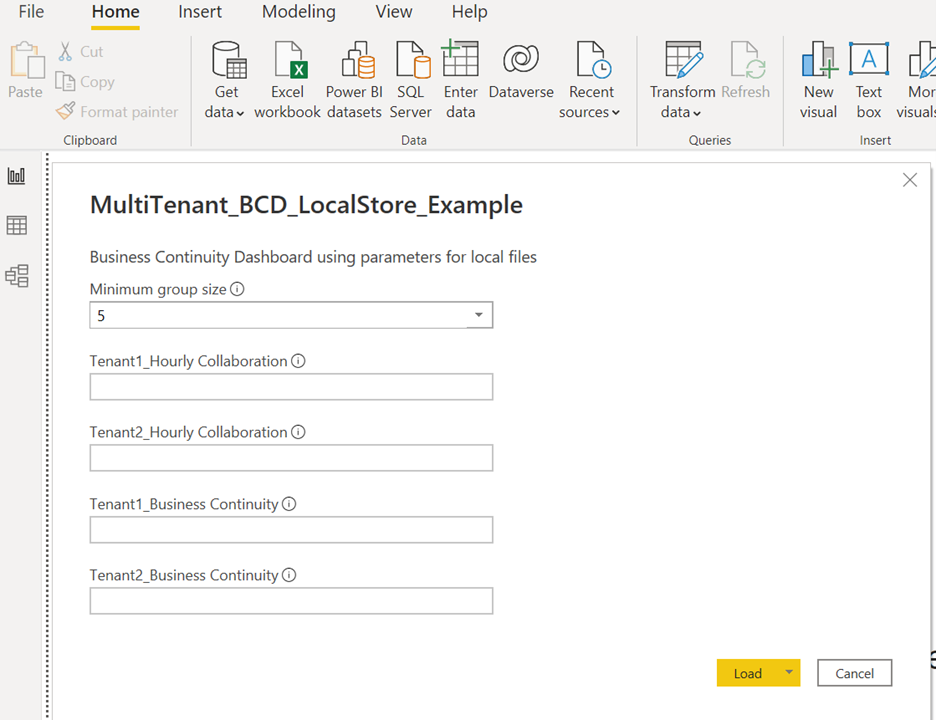 File Home Insert Modeling View Help
Paste
Cut
Copy
Format painter
Clipboard
Get data
Excel workbook
Power BI datasets
SQL Server
Enter data
Dataverse
Recent sources
Data
Transform data
Refresh
Queries
New visual
Text box
A
Mor
visuals
Insert
MultiTenant_BCD_LocalStore_Example
Business Continuity Dashboard using parameters for local files
Minimum group size
5
Tenant1_Hourly Collaboration
Tenant2_Hourly Collaboration
Tenant1_Business Continuity
Tenant2_Business Continuity
Load
Cancel